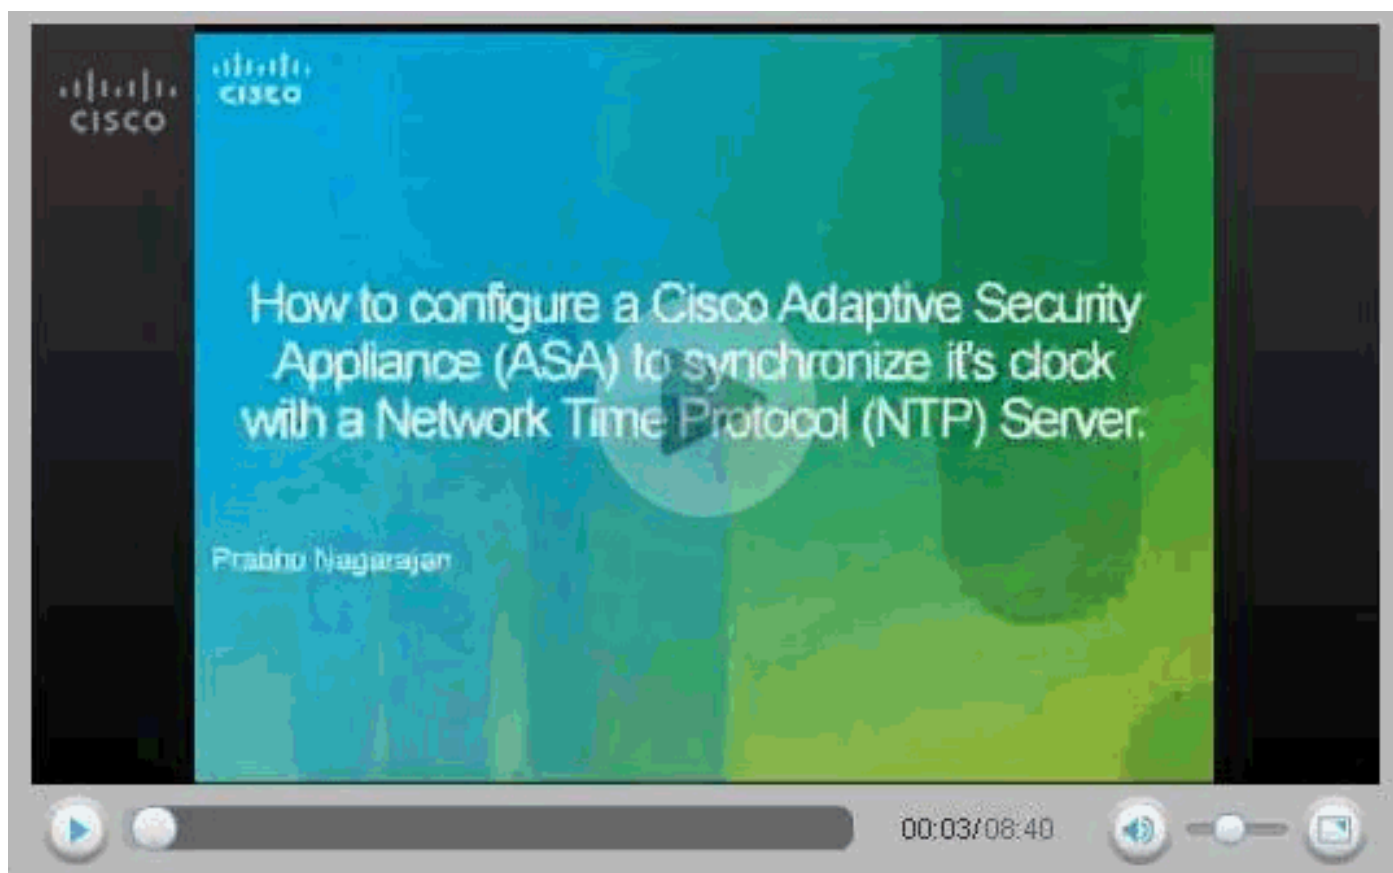 CISCO
CISCO
How to configure a Cisco Adaptive Security
Appliance (ASA) to synchronize it's clock
with a Network Time Protocol (NTP) Server.
Prabhu Nagarajan
00:03/08:40